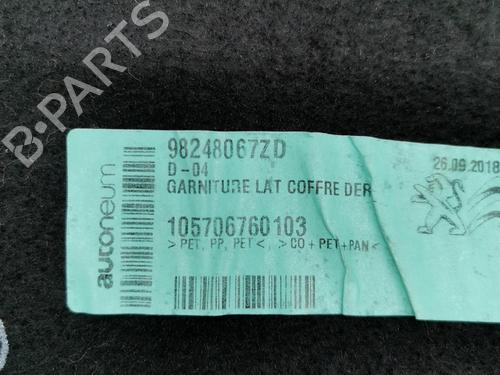 B-PARTS
autoneum
98248067ZD
D-04
GARNITURE LAT COFFRE DER
105706760103
>PET, PP, PET<, >CO+PET+PAN<
26.09.2018